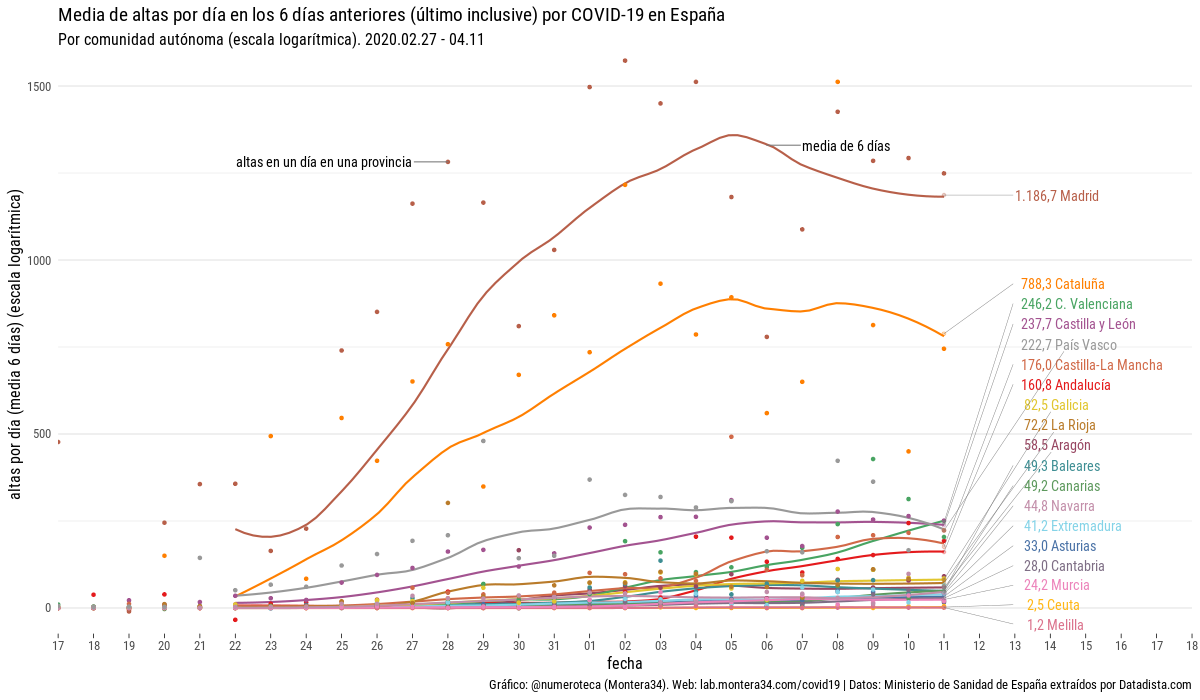 Media de altas por día en los 6 días anteriores (último inclusive) por COVID-19 en España
Por comunidad autónoma (escala logarítmica). 2020.02.27 - 04.11
altas por día (media 6 días) (escala logarítmica)
1500
1000
500
0
altas en un día en una provincia
media de 6 días
1.186,7 Madrid
788,3 Cataluña
246,2 C. Valenciana
237,7 Castilla y León
222,7 País Vasco
176,0 Castilla-La Mancha
160,8 Andalucía
82,5 Galicia
72,2 La Rioja
58,5 Aragón
49,3 Baleares
49,2 Canarias
44,8 Navarra
41,2 Extremadura
33,0 Asturias
28,0 Cantabria
24,2 Murcia
2,5 Ceuta
1,2 Melilla
17 18 19 20 21 22 23 24 25 26 27 28 29 30 31 01 02 03 04 05 06 07 08 09 10 11 12 13 14 15 16 17 18
fecha
Gráfico: @numeroteca (Montera34). Web: lab.montera34.com/covid19 | Datos: Ministerio de Sanidad de España extraídos por Datadista.com